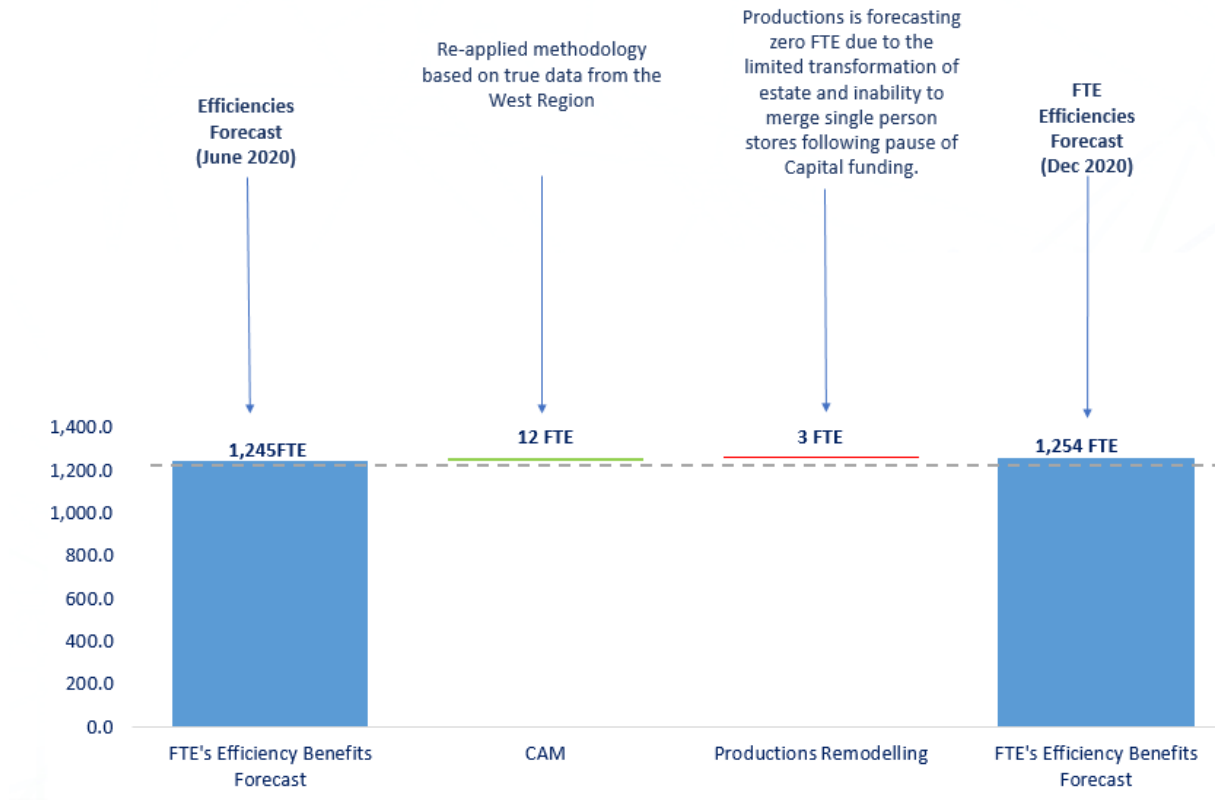 Productions is forecasting
zero FTE due to the
limited transformation of
estate and inability to
merge single person
stores following pause of
Capital funding.
Re-applied methodology
based on true data from the
West Region
Efficiencies
Forecast
(June 2020)
FTE
Efficiencies
Forecast
(Dec 2020)
1,400.0
1,200.0
1,000.0
800.0
600.0
400.0
200.0
0.0
1,245FTE
12 FTE
3 FTE
1,254 FTE
FTE's Efficiency Benefits
Forecast
CAM
Productions Remodelling
FTE's Efficiency Benefits
Forecast